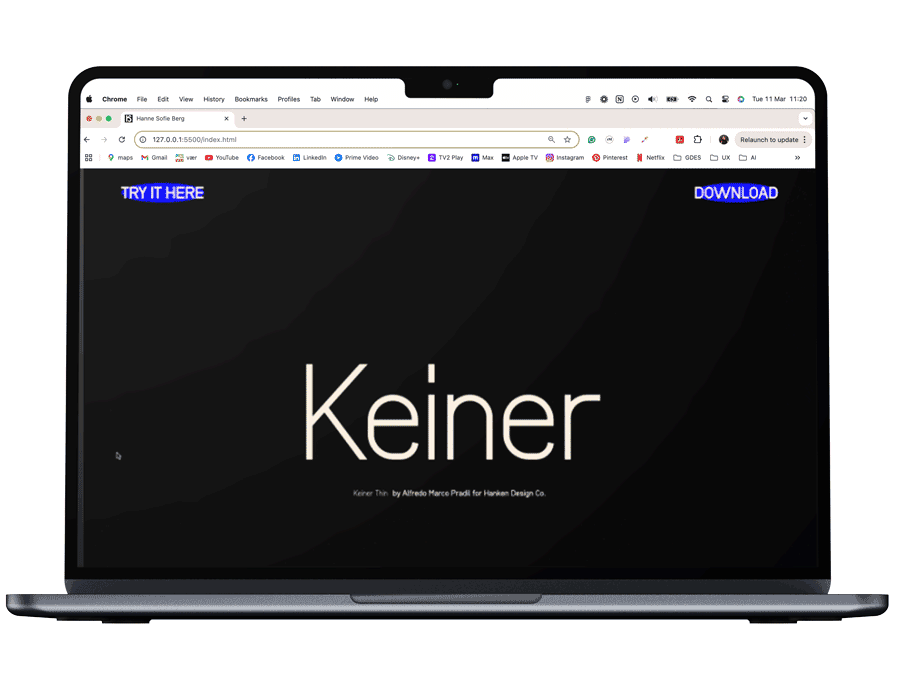 Chrome File Edit View History Bookmarks Profiles Tab Window Help Tue 11 Mar 11:20
Hanne Sofie Berg
127.0.0.1:5500/index.html Relaunch to update
maps Gmail vær YouTube Facebook LinkedIn Prime Video Disney+ TV2 Play Max Apple TV Instagram Pinterest Netflix GDES UX AI
TRY IT HERE DOWNLOAD
Keiner
Keiner Thin by Alfredo Marco Pradil for Hanken Design Co.